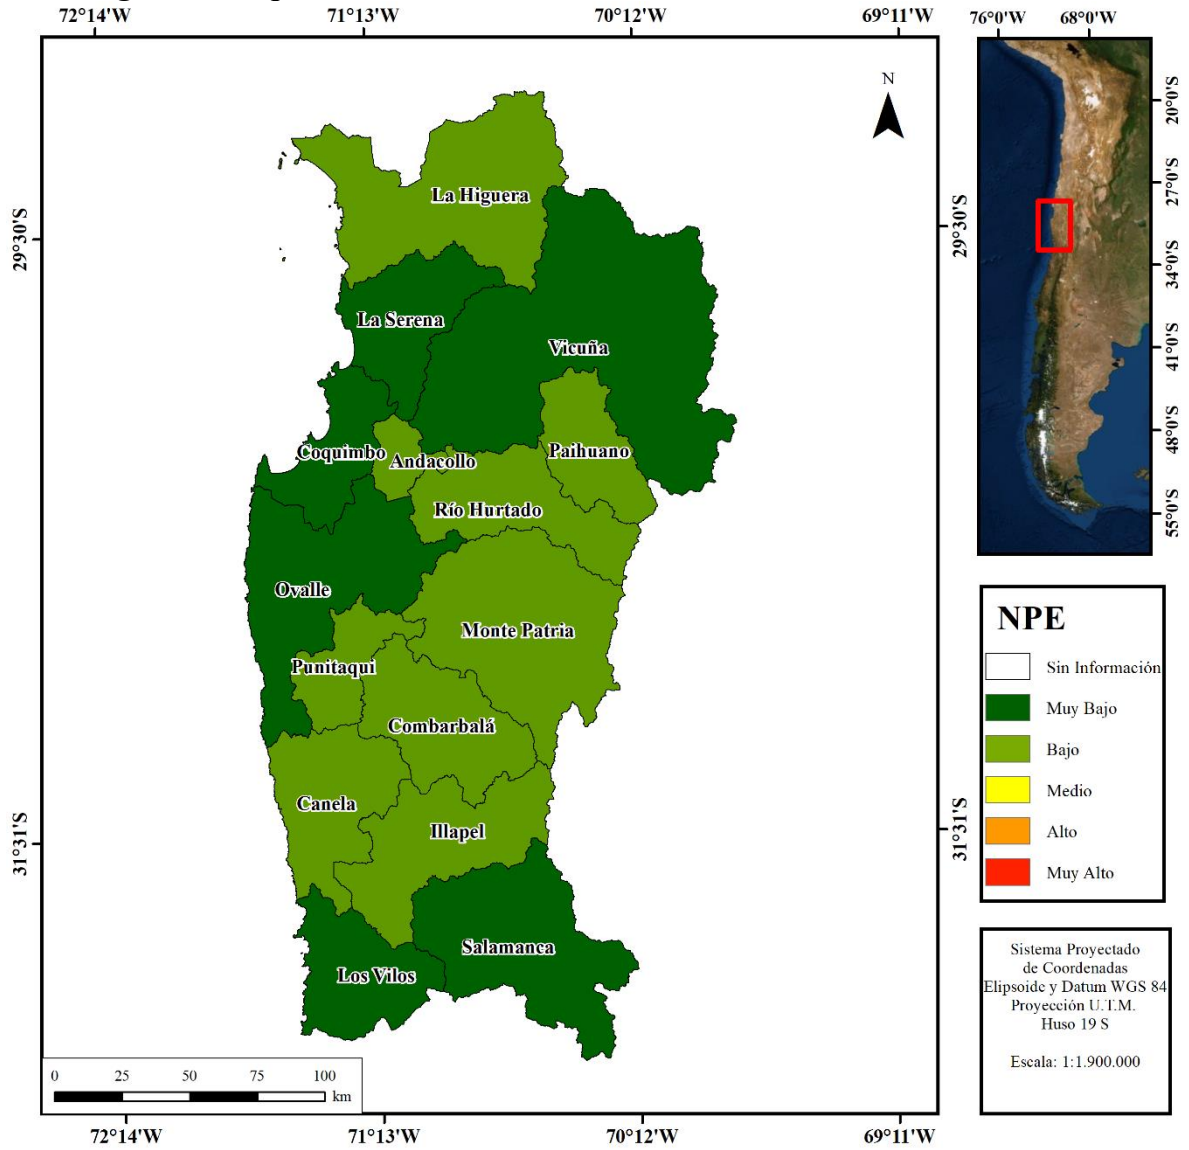 72°14'W 71°13'W 70°12'W 69°11'W
76°0'W 68°0'W
N
20°0'S
27°0'S
34°0'S
41°0'S
48°0'S
55°0'S
29°30'S
29°30'S
31°31'S
31°31'S
La Higuera
La Serena
Vicuña
Coquimbo
Andacollo
Paihuano
Río Hurtado
Ovalle
Monte Patria
Punitaqui
Combarbalá
Canela
Illapel
Salamanca
Los Vilos
NPE
Sin Información
Muy Bajo
Bajo
Medio
Alto
Muy Alto
Sistema Proyectado
de Coordenadas
Elipsoide y Datum WGS 84
Proyección U.T.M.
Huso 19 S
Escala: 1:1.900.000
0 25 50 75 100
km
72°14'W 71°13'W 70°12'W 69°11'W